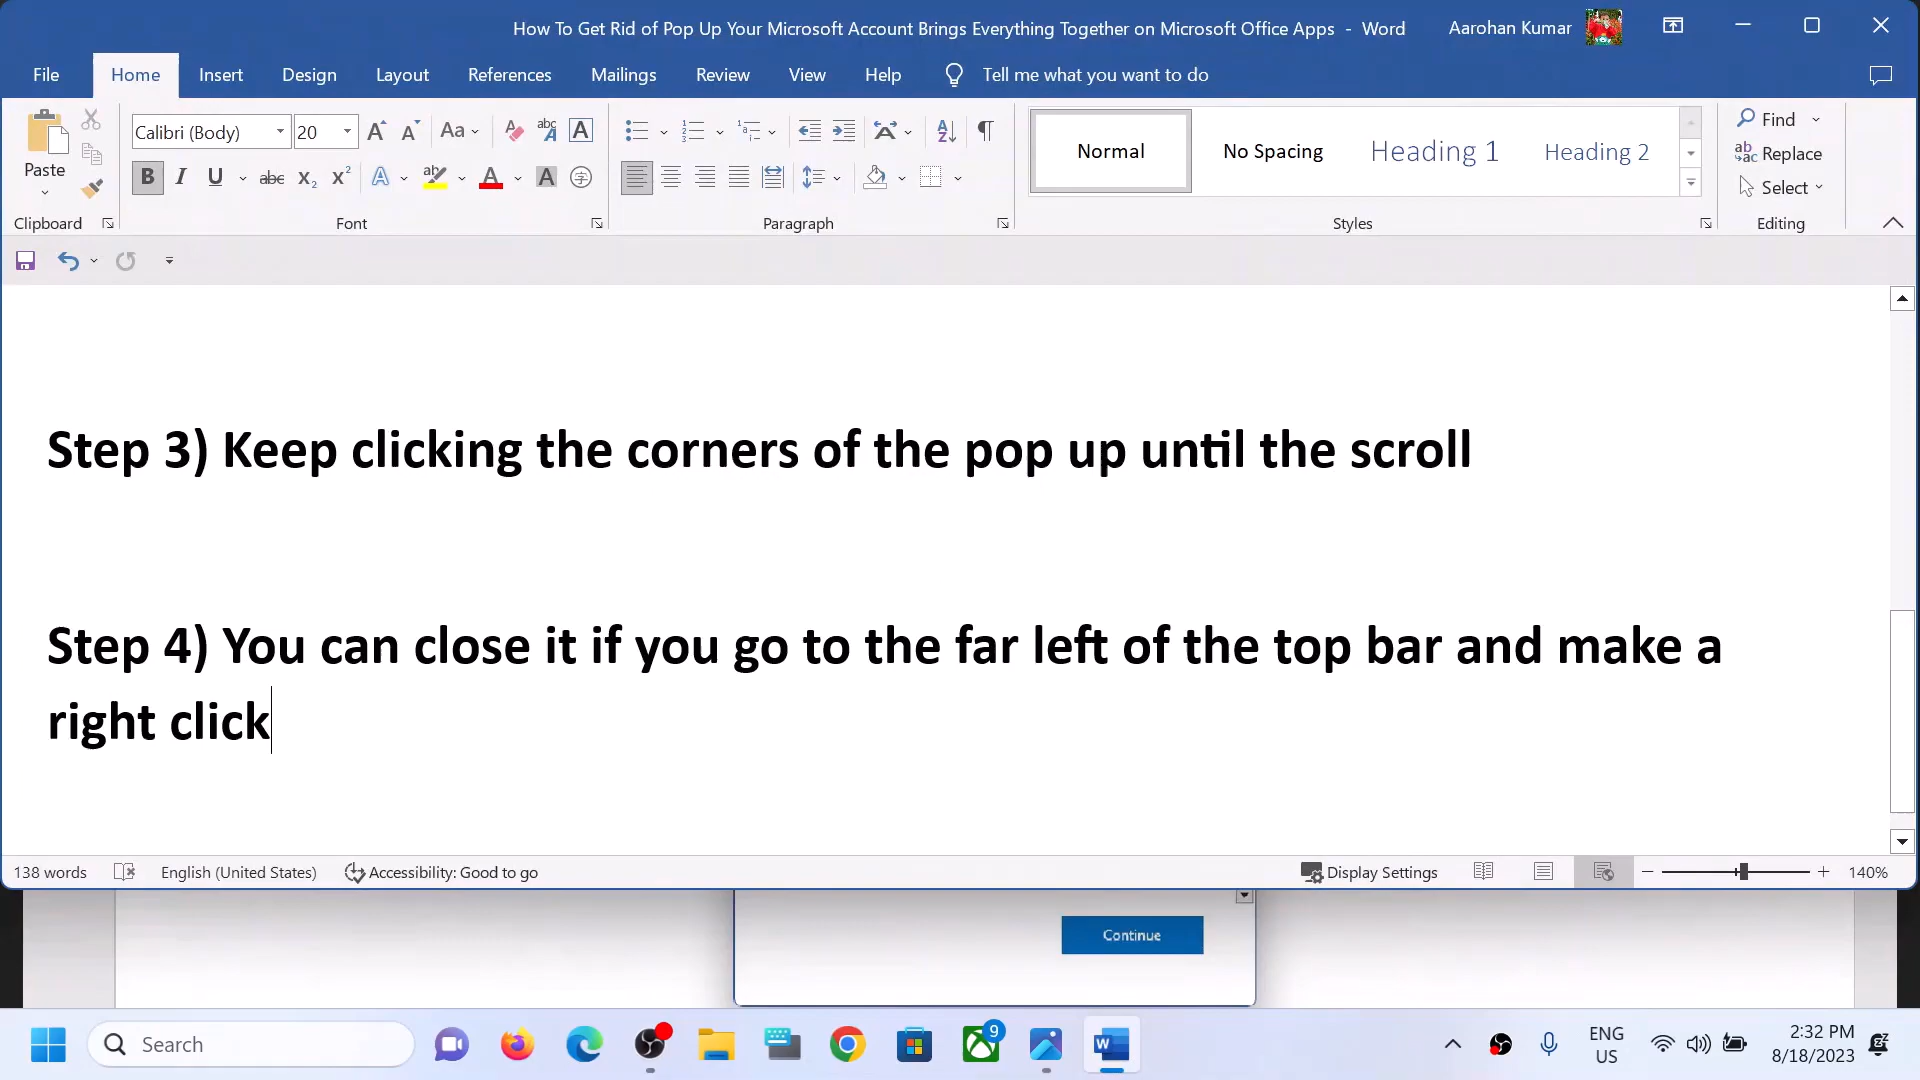 How To Get Rid of Pop Up Your Microsoft Account Brings Everything Together on Microsoft Office Apps - Word
Aarohan Kumar
File Home Insert Design Layout References Mailings Review View Help Tell me what you want to do
Calibri (Body) 20 Aa
Paste
Clipboard
Font
Paragraph
Normal
No Spacing
Heading 1
Heading 2
Styles
Find
Replace
Select
Editing
Step 3) Keep clicking the corners of the pop up until the scroll
Step 4) You can close it if you go to the far left of the top bar and make a
right click
138 words English (United States) Accessibility: Good to go Display Settings 140%
Continue
Search
9
ENG
US
2:32 PM
8/18/2023